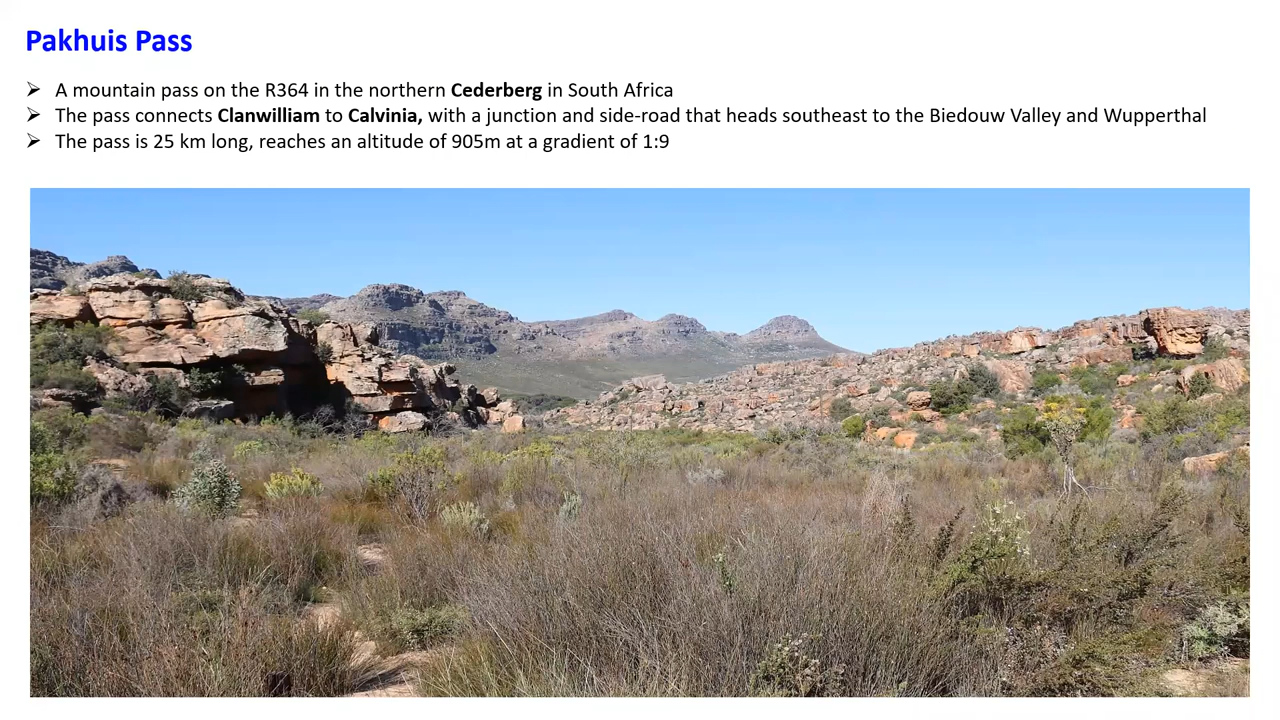 Pakhuis Pass
➢ A mountain pass on the R364 in the northern Cederberg in South Africa
➢ The pass connects Clanwilliam to Calvinia, with a junction and side-road that heads southeast to the Biedouw Valley and Wupperthal
➢ The pass is 25 km long, reaches an altitude of 905m at a gradient of 1:9